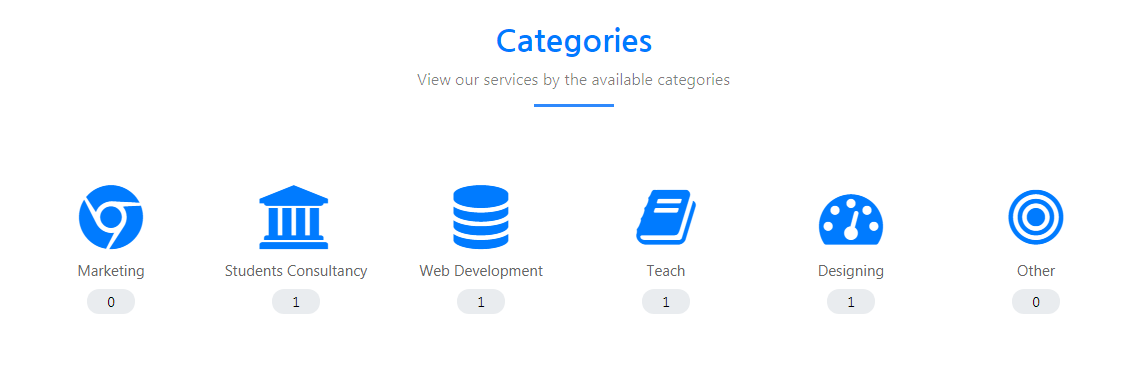 Categories
View our services by the available categories
Marketing Students Consultancy Web Development Teach Designing Other
0 1 1 1 1 0